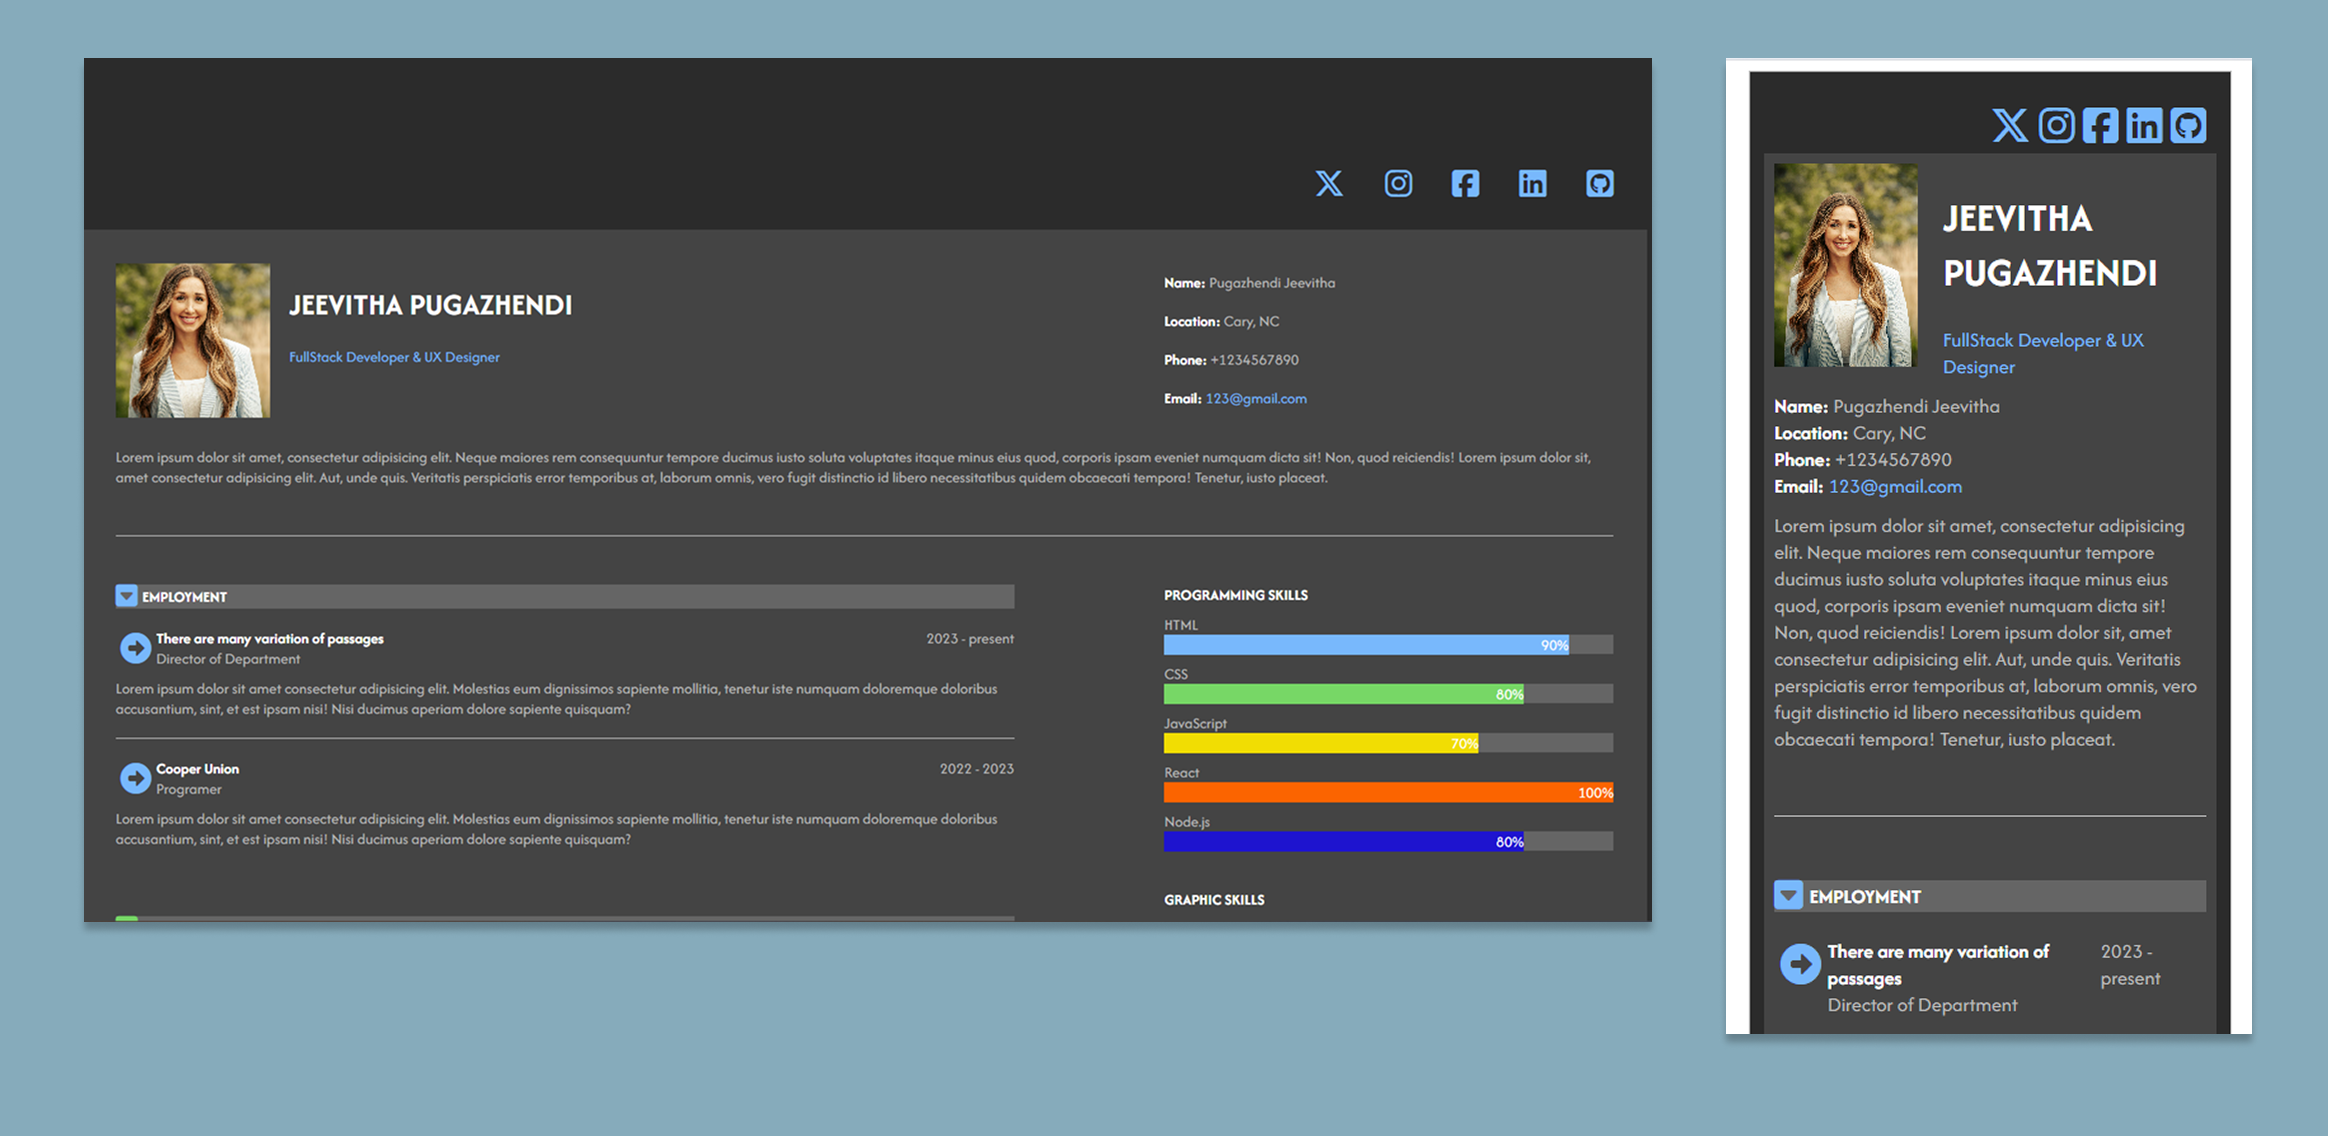 JEEVITHA PUGAZHENDI
FullStack Developer & UX Designer
Name: Pugazhendi Jeevitha
Location: Cary, NC
Phone: +1234567890
Email: 123@gmail.com
Lorem ipsum dolor sit amet, consectetur adipisicing elit. Neque maiores rem consequuntur tempore ducimus iusto soluta voluptates itaque minus eius quod, corporis ipsam eveniet numquam dicta sit! Non, quod reiciendis! Lorem ipsum dolor sit,
amet consectetur adipisicing elit. Aut, unde quis. Veritatis perspiciatis error temporibus at, laborum omnis, vero fugit distinctio id libero necessitatibus quidem obcaecati tempora! Tenetur, iusto placeat.
EMPLOYMENT
There are many variation of passages
2023 - present
Director of Department
Lorem ipsum dolor sit amet consectetur adipisicing elit. Molestias eum dignissimos sapiente mollitia, tenetur iste numquam doloremque doloribus
accusantium, sint, et est ipsam nisi! Nisi ducimus aperiam dolore sapiente quisquam?
Cooper Union
2022 - 2023
Programer
Lorem ipsum dolor sit amet consectetur adipisicing elit. Molestias eum dignissimos sapiente mollitia, tenetur iste numquam doloremque doloribus
accusantium, sint, et est ipsam nisi! Nisi ducimus aperiam dolore sapiente quisquam?
PROGRAMMING SKILLS
HTML
90%
CSS
80%
JavaScript
70%
React
100%
Node.js
80%
GRAPHIC SKILLS
JEEVITHA
PUGAZHENDI
FullStack Developer & UX
Designer
Name: Pugazhendi Jeevitha
Location: Cary, NC
Phone: +1234567890
Email: 123@gmail.com
Lorem ipsum dolor sit amet, consectetur adipisicing
elit. Neque maiores rem consequuntur tempore
ducimus iusto soluta voluptates itaque minus eius
quod, corporis ipsam eveniet numquam dicta sit!
Non, quod reiciendis! Lorem ipsum dolor sit, amet
consectetur adipisicing elit. Aut, unde quis. Veritatis
perspiciatis error temporibus at, laborum omnis, vero
fugit distinctio id libero necessitatibus quidem
obcaecati tempora! Tenetur, iusto placeat.
EMPLOYMENT
There are many variation of
passages
2023 -
present
Director of Department